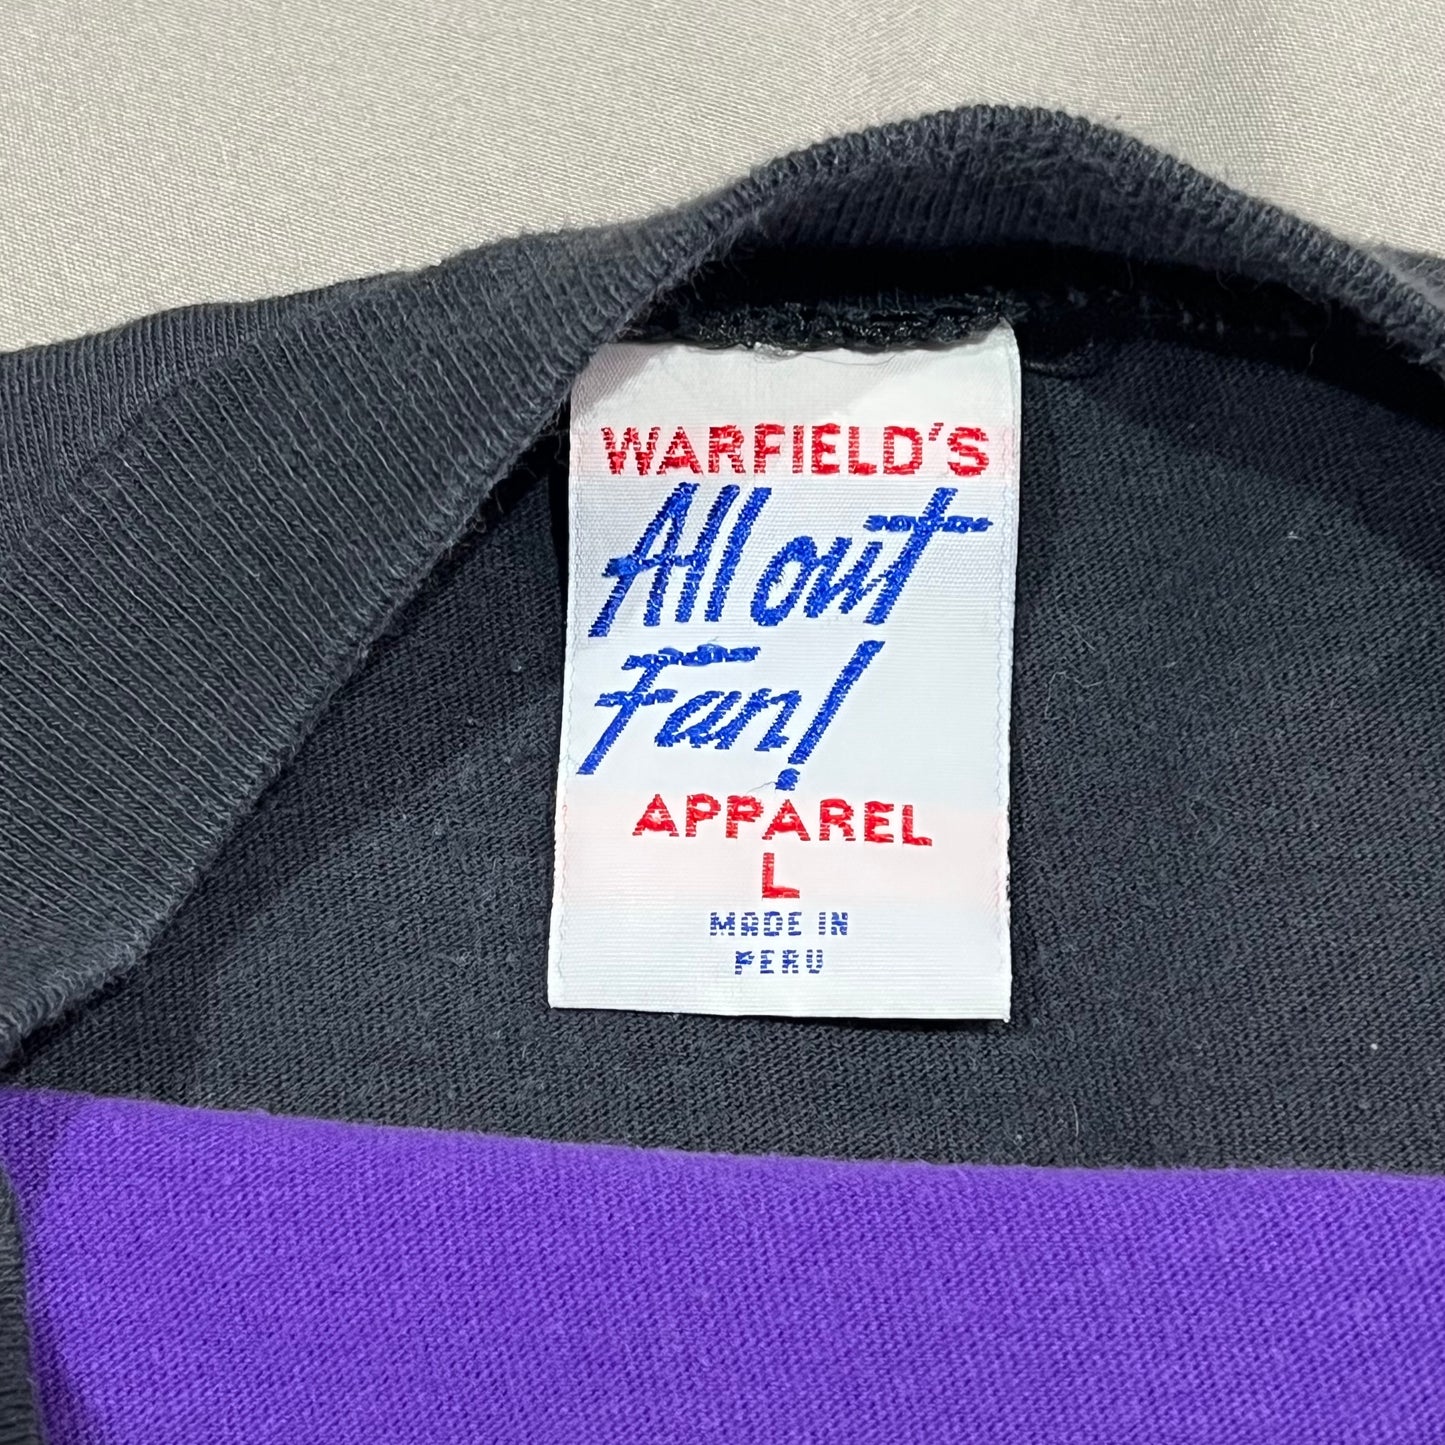 WARFIELD'S
All out
Fan!
APPAREL
L
MADE IN
PERU